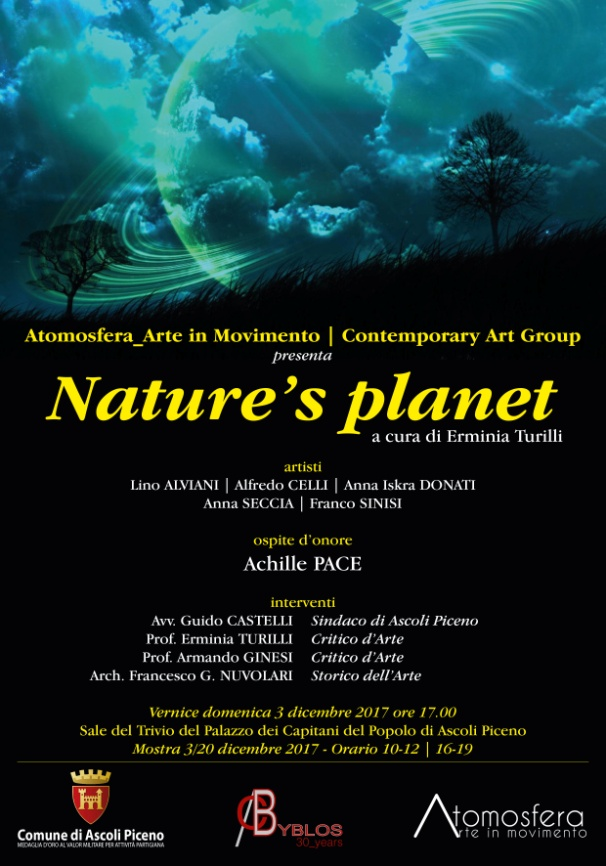 Atomosfera_Arte in Movimento | Contemporary Art Group
presenta
Nature's planet
a cura di Erminia Turilli
artisti
Lino ALVIANI | Alfredo CELLI | Anna Iskra DONATI
Anna SECCIA | Franco SINISI
ospite d'onore
Achille PACE
interventi
Avv. Guido CASTELLI Sindaco di Ascoli Piceno
Prof. Erminia TURILLI Critico d'Arte
Prof. Armando GINESI Critico d'Arte
Arch. Francesco G. NUVOLARI Storico dell'Arte
Vernice domenica 3 dicembre 2017 ore 17.00
Sale del Trivio del Palazzo dei Capitani del Popolo di Ascoli Piceno
Mostra 3/20 dicembre 2017 - Orario 10-12 | 16-19
Comune di Ascoli Piceno
MEDAGLIA D'ORO AL VALOR MILITARE PER ATTIVITÀ PARTIGIANA
BYBLOS
30_years
Atomosfera
Arte in movimento